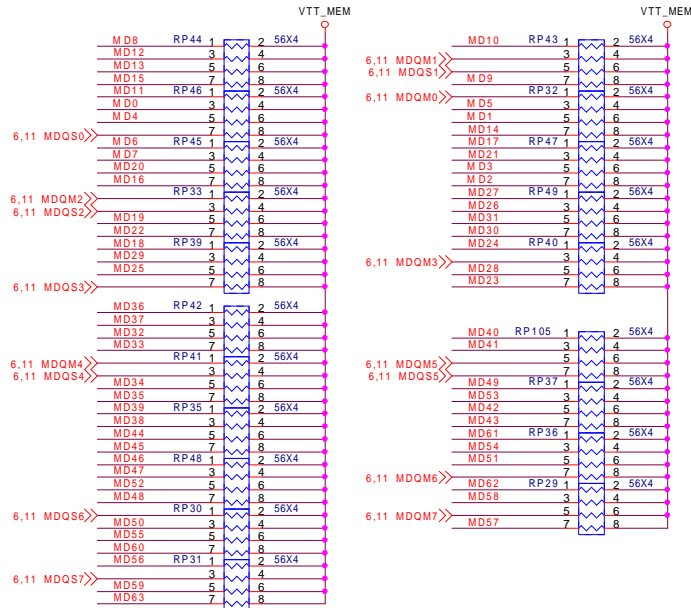 VTT_MEM
MD8 RP44 1 2 56X4
MD12 3 4
MD13 5 6
MD15 7 8
MD11 RP46 1 2 56X4
MD0 3 4
MD4 5 6
6,11 MDQS0 7 8
MD6 RP45 1 2 56X4
MD7 3 4
MD20 5 6
MD16 7 8
6,11 MDQM2 RP33 1 2 56X4
6,11 MDQS2 3 4
MD19 5 6
MD22 7 8
MD18 RP39 1 2 56X4
MD29 3 4
MD25 5 6
6,11 MDQS3 7 8
MD36 RP42 1 2 56X4
MD37 3 4
MD32 5 6
MD33 7 8
6,11 MDQM4 RP41 1 2 56X4
6,11 MDQS4 3 4
MD34 5 6
MD35 7 8
MD39 RP35 1 2 56X4
MD38 3 4
MD44 5 6
MD45 7 8
MD46 RP48 1 2 56X4
MD47 3 4
MD52 5 6
MD48 7 8
6,11 MDQS6 RP30 1 2 56X4
MD50 3 4
MD55 5 6
MD60 7 8
MD56 RP31 1 2 56X4
6,11 MDQS7 3 4
MD59 5 6
MD63 7 8
VTT_MEM
MD10 RP43 1 2 56X4
6,11 MDQM1 3 4
6,11 MDQS1 5 6
MD9 7 8
6,11 MDQM0 RP32 1 2 56X4
MD5 3 4
MD1 5 6
MD14 7 8
MD17 RP47 1 2 56X4
MD21 3 4
MD3 5 6
MD2 7 8
MD27 RP49 1 2 56X4
MD26 3 4
MD31 5 6
MD30 7 8
MD24 RP40 1 2 56X4
6,11 MDQM3 3 4
MD28 5 6
MD23 7 8
MD40 RP105 1 2 56X4
MD41 3 4
6,11 MDQM5 5 6
6,11 MDQS5 7 8
MD49 RP37 1 2 56X4
MD53 3 4
MD42 5 6
MD43 7 8
MD61 RP36 1 2 56X4
MD54 3 4
MD51 5 6
6,11 MDQM6 7 8
MD62 RP29 1 2 56X4
MD58 3 4
6,11 MDQM7 5 6
MD57 7 8